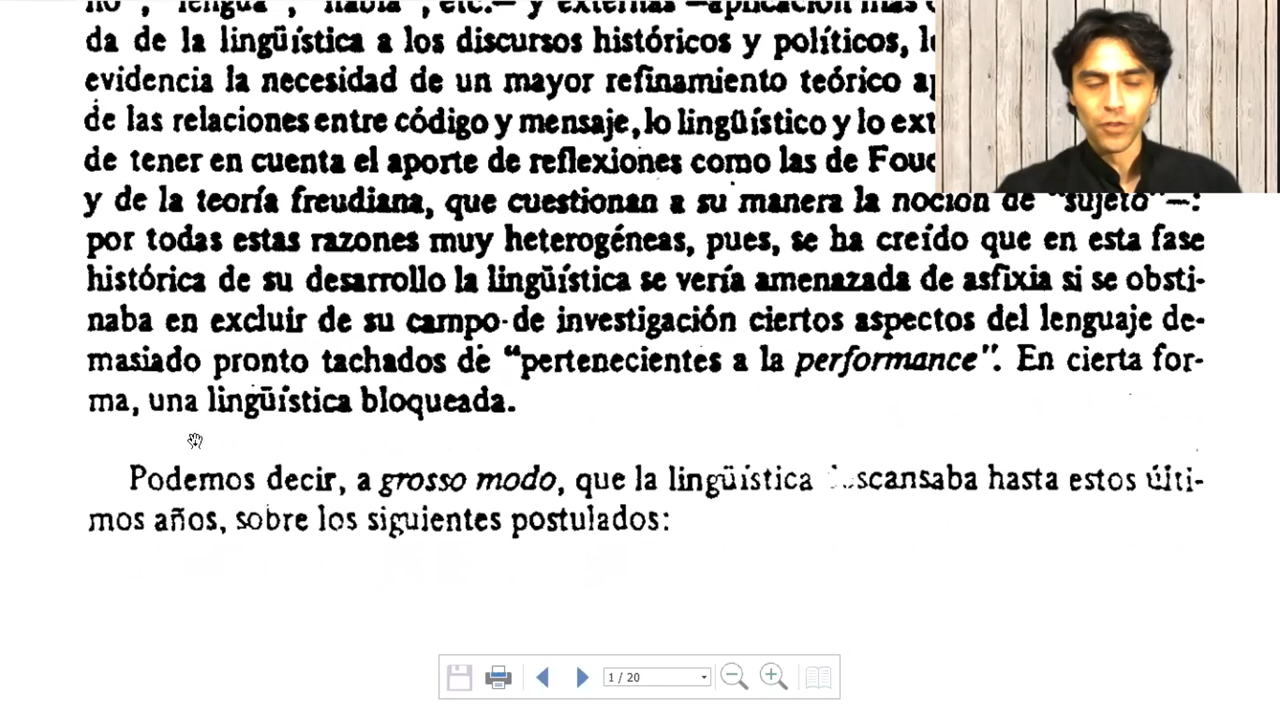 "lengua", "habla", etc.— y externas —aplicación más
da de la lingüística a los discursos históricos y políticos,
evidencia la necesidad de un mayor refinamiento teórico
de las relaciones entre código y mensaje, lo lingüístico y lo
de tener en cuenta el aporte de reflexiones como las de
y de la teoría freudiana, que cuestionan a su manera la noción de "sujeto"—:
por todas estas razones muy heterogéneas, pues, se ha creído que en esta fase
histórica de su desarrollo la lingüística se vería amenazada de asfixia si se obsti-
naba en excluir de su campo de investigación ciertos aspectos del lenguaje de-
masiado pronto tachados de "pertenecientes a la performance". En cierta for-
ma, una lingüística bloqueada.
Podemos decir, a grosso modo, que la lingüística descansaba hasta estos últi-
mos años, sobre los siguientes postulados:
1 / 20